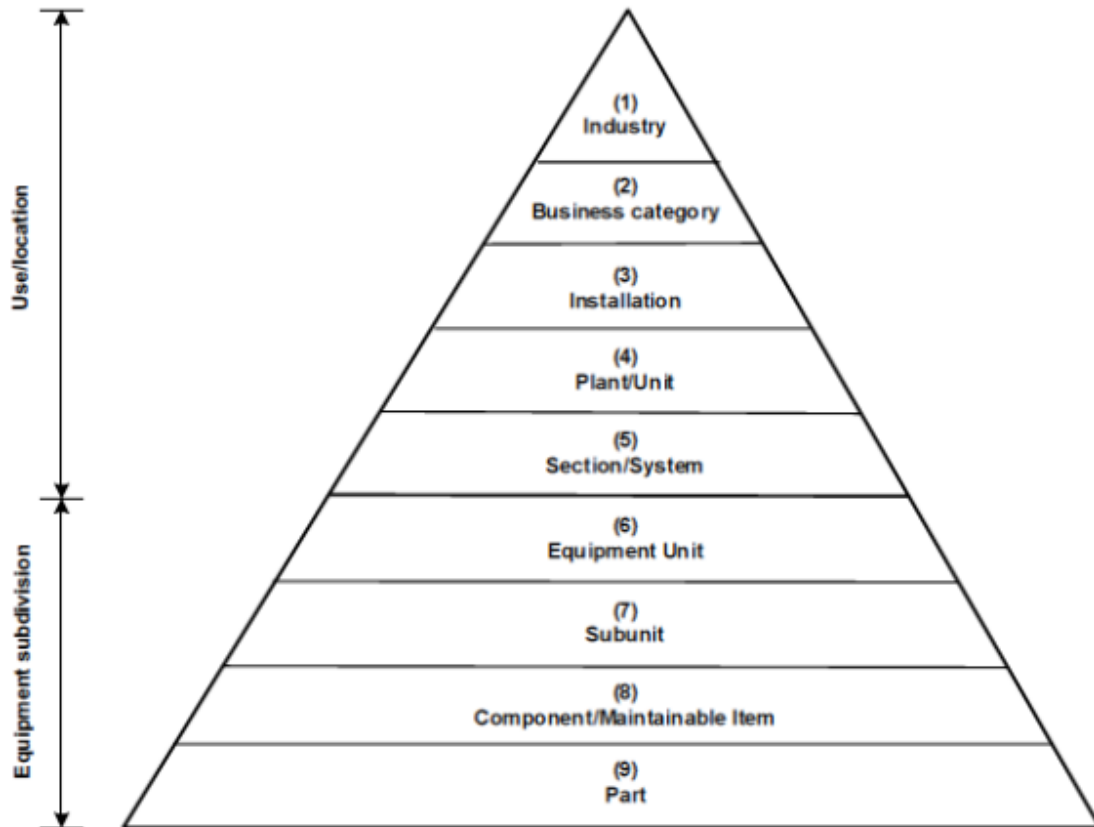 Use/location
Equipment subdivision
(1)
Industry
(2)
Business category
(3)
Installation
(4)
Plant/Unit
(5)
Section/System
(6)
Equipment Unit
(7)
Subunit
(8)
Component/Maintainable Item
(9)
Part